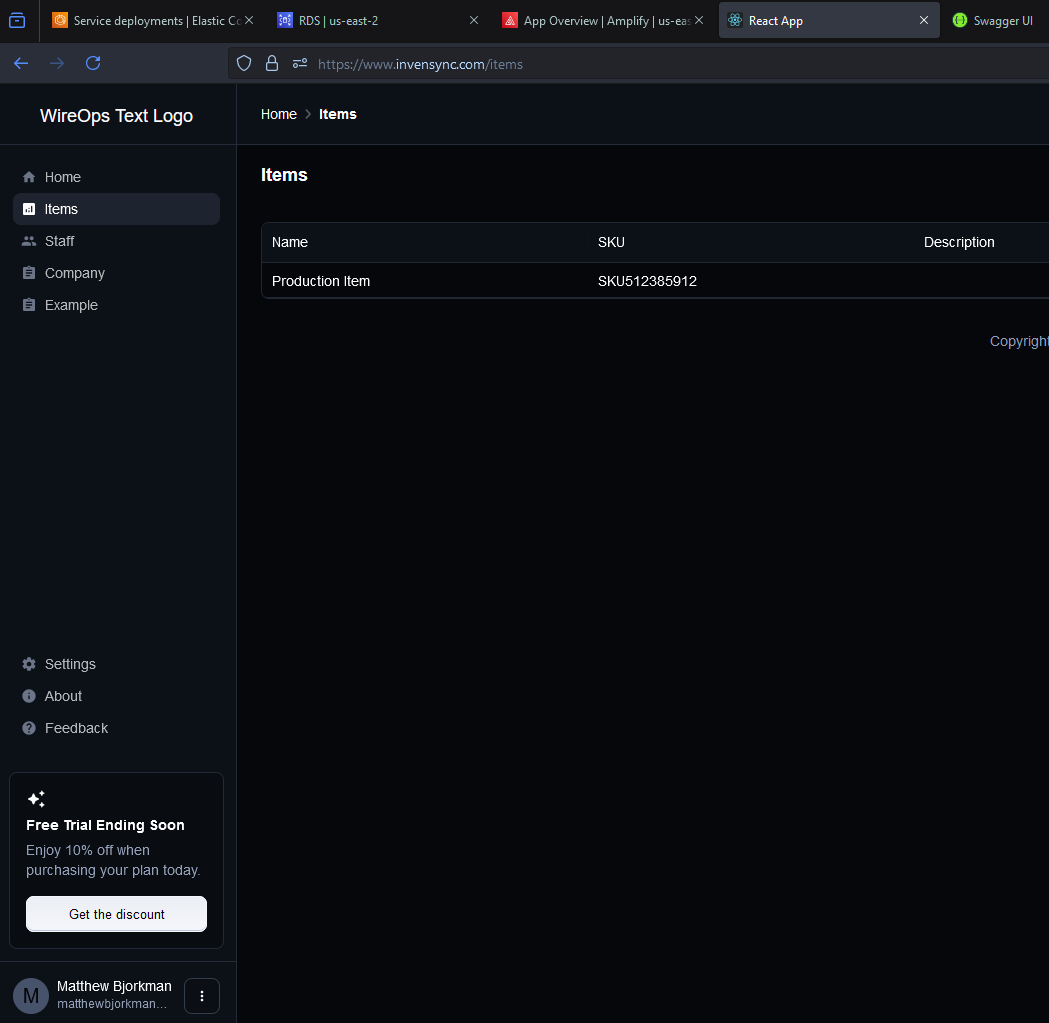 Service deployments | Elastic Co
RDS | us-east-2
App Overview | Amplify | us-eas
React App
Swagger UI
https://www.invensync.com/items
WireOps Text Logo
Home
Items
Staff
Company
Example
Settings
About
Feedback
Free Trial Ending Soon
Enjoy 10% off when
purchasing your plan today.
Get the discount
M
Matthew Bjorkman
matthewbjorkman...
Home > Items
Items
Name SKU Description
Production Item SKU512385912
Copyright